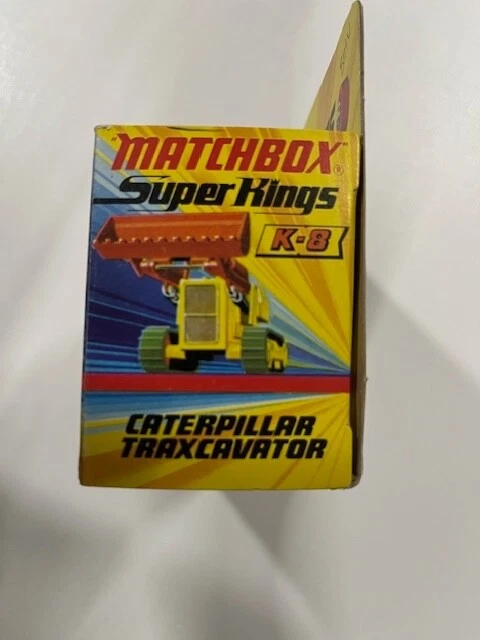 "MATCHBOX"®
Super Kings
K-8
CATERPILLAR
TRAXCAVATOR